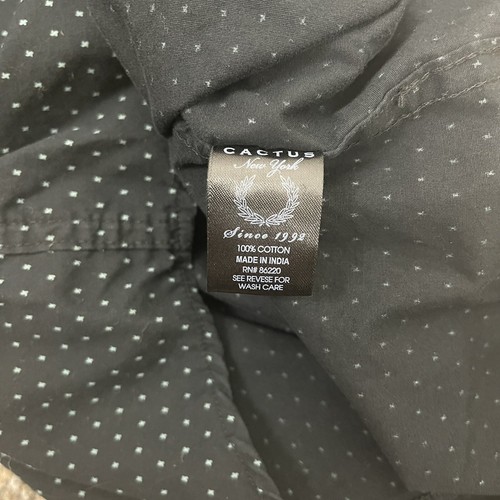 CACTUS
New York
Since 1992
100% COTTON
MADE IN INDIA
RN# 86220
SEE REVESE FOR
WASH CARE